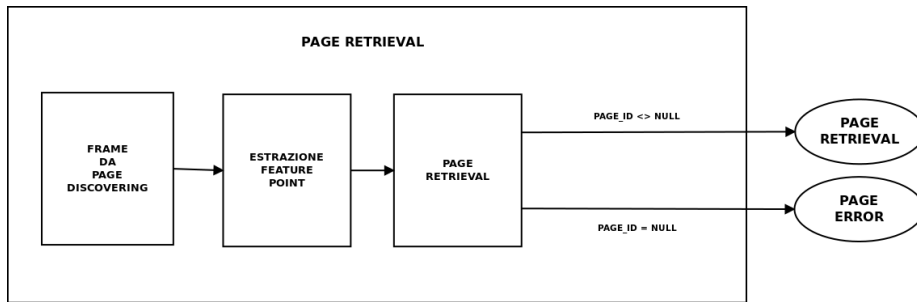 PAGE RETRIEVAL
FRAME
DA
PAGE
DISCOVERING
ESTRAZIONE
FEATURE
POINT
PAGE
RETRIEVAL
PAGE_ID <> NULL
PAGE_ID = NULL
PAGE
RETRIEVAL
PAGE
ERROR